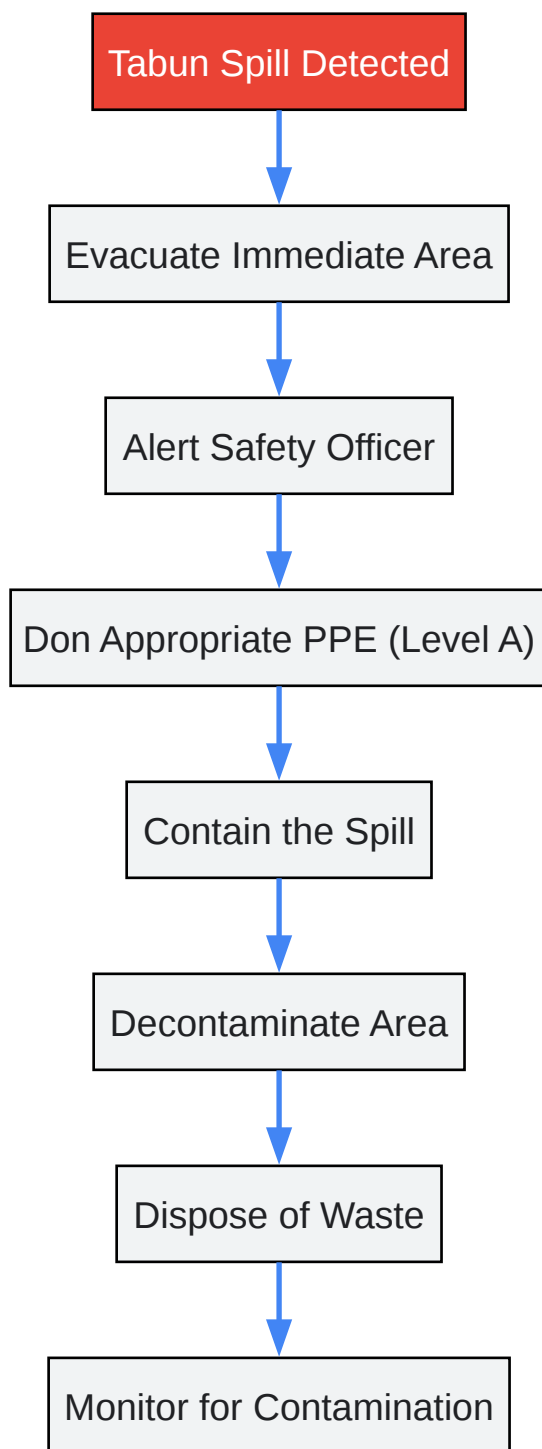 Tabun Spill Detected
Evacuate Immediate Area
Alert Safety Officer
Don Appropriate PPE (Level A)
Contain the Spill
Decontaminate Area
Dispose of Waste
Monitor for Contamination